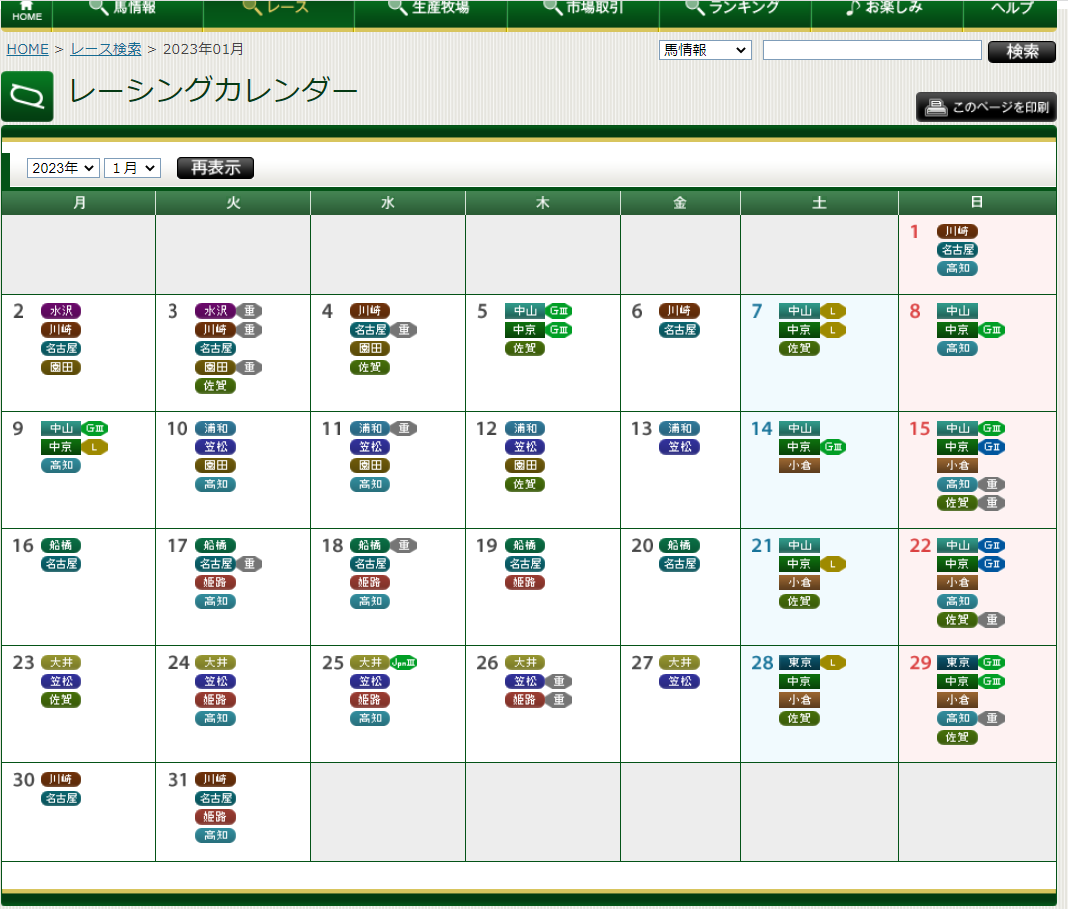 HOME 馬情報 レース 生産牧場 市場取引 ランキング お楽しみ ヘルプ
HOME > レース検索 > 2023年01月 馬情報 検索
レーシングカレンダー
このページを印刷
2023年 1月 再表示
月 火 水 木 金 土 日
1 川崎
名古屋
高知
2 水沢
川崎
名古屋
園田
3 水沢 重
川崎 重
名古屋
園田 重
佐賀
4 川崎
名古屋 重
園田
佐賀
5 中山 GⅢ
中京 GⅢ
佐賀
6 川崎
名古屋
7 中山 L
中京 L
佐賀
8 中山
中京 GⅢ
高知
9 中山 GⅢ
中京 L
高知
10 浦和
笠松
園田
高知
11 浦和 重
笠松
園田
高知
12 浦和
笠松
園田
佐賀
13 浦和
笠松
14 中山
中京 GⅢ
小倉
15 中山 GⅢ
中京 GⅡ
小倉
高知 重
佐賀 重
16 船橋
名古屋
17 船橋
名古屋 重
姫路
高知
18 船橋 重
名古屋
姫路
高知
19 船橋
名古屋
姫路
20 船橋
名古屋
21 中山
中京 L
小倉
佐賀
22 中山 GⅡ
中京 GⅡ
小倉
高知
佐賀 重
23 大井
笠松
佐賀
24 大井
笠松
姫路
高知
25 大井 JpnⅢ
笠松
姫路
高知
26 大井
笠松 重
姫路 重
27 大井
笠松
28 東京 L
中京
小倉
佐賀
29 東京 GⅢ
中京 GⅢ
小倉
高知 重
佐賀
30 川崎
名古屋
31 川崎
名古屋
姫路
高知